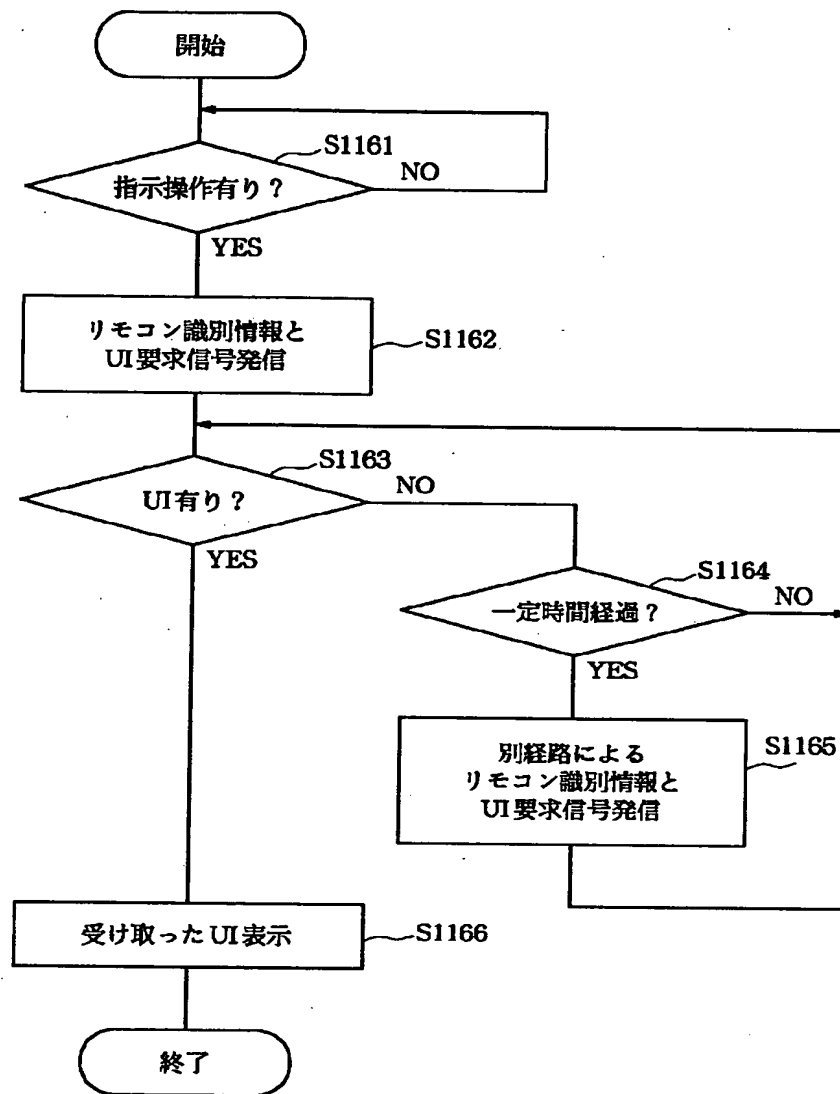 開始
S1161
指示操作有り？
NO
YES
リモコン識別情報と
UI要求信号発信
S1162
S1163
UI有り？
NO
YES
S1164
一定時間経過？
NO
YES
別経路による
リモコン識別情報と
UI要求信号発信
S1165
受け取ったUI表示
S1166
終了